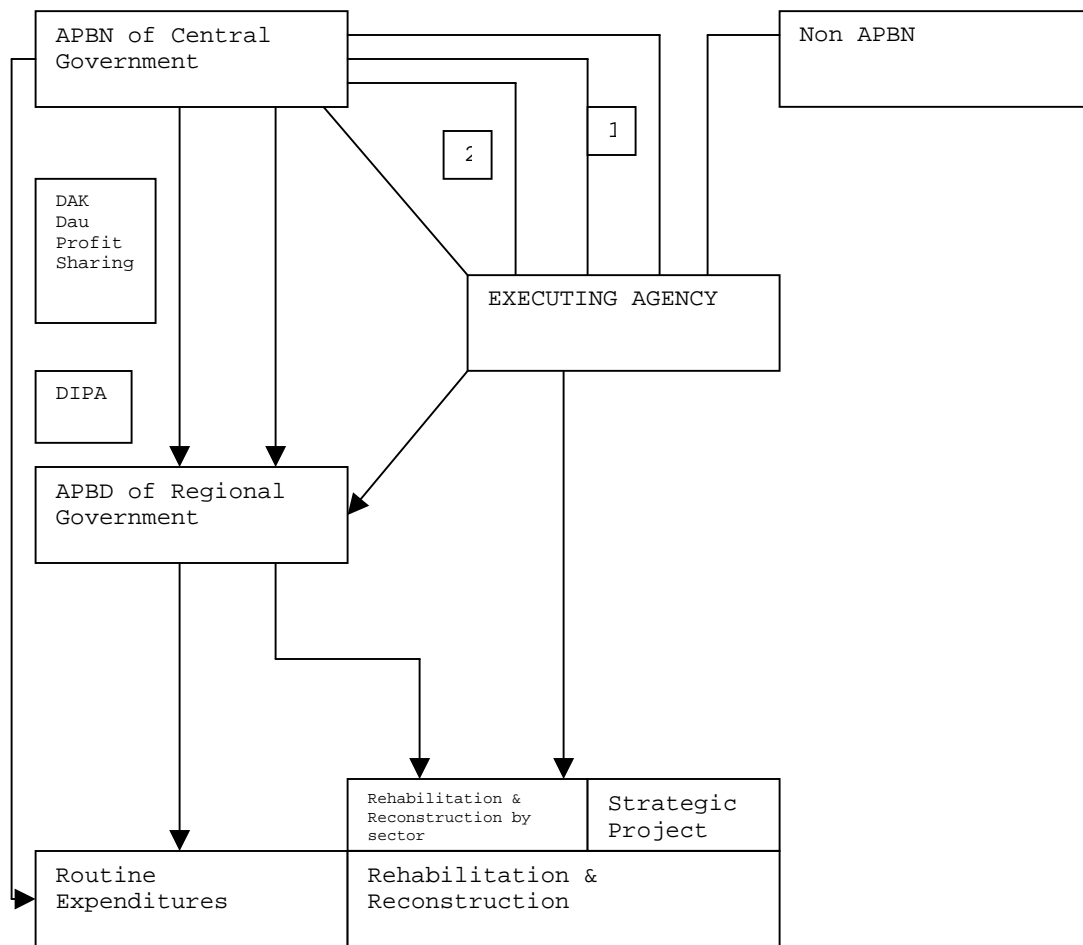 APBN of Central
Government
Non APBN
1
2
DAK
Dau
Profit
Sharing
EXECUTING AGENCY
DIPA
APBD of Regional
Government
Rehabilitation &
Reconstruction by
sector
Strategic
Project
Routine
Expenditures
Rehabilitation &
Reconstruction